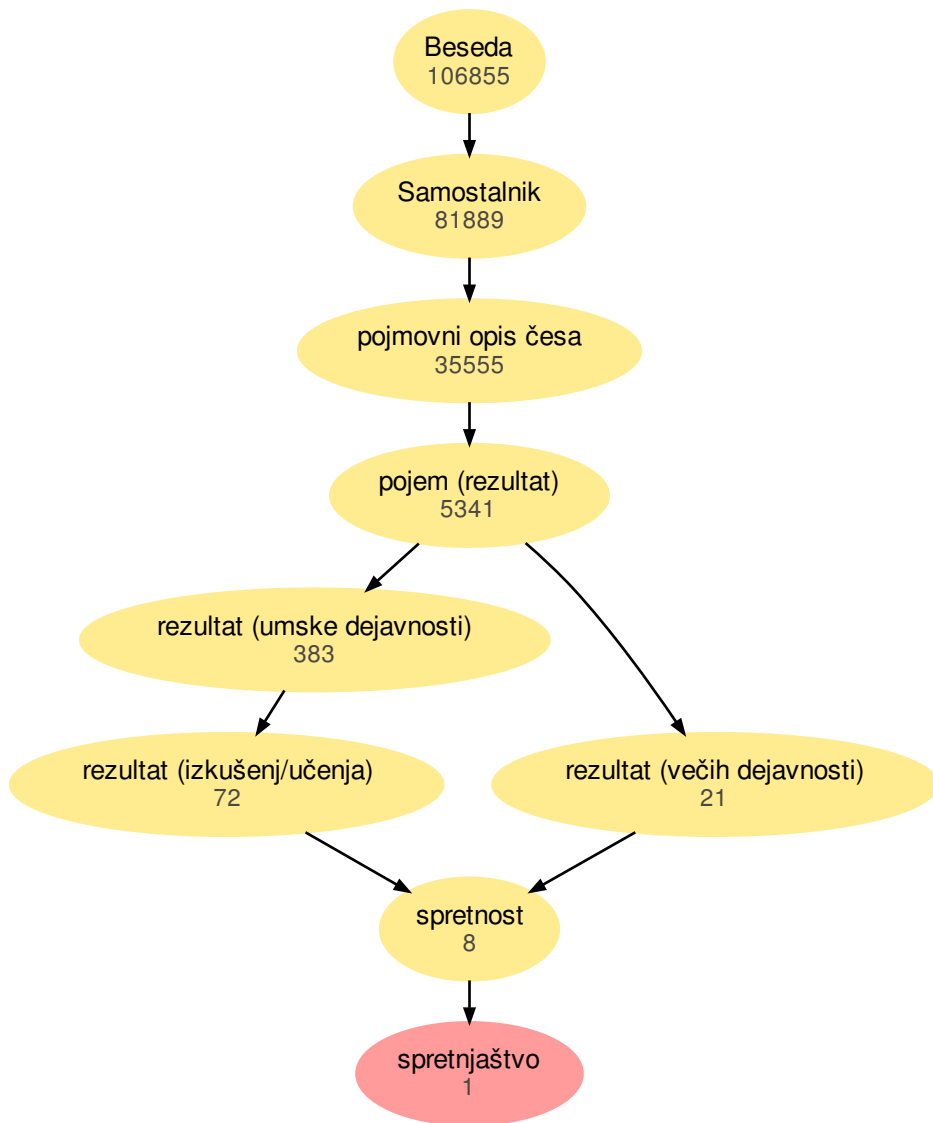 Beseda
106855
Samostalnik
81889
pojmovni opis česa
35555
pojem (rezultat)
5341
rezultat (umske dejavnosti)
383
rezultat (izkušenj/učenja)
72
rezultat (večih dejavnosti)
21
spretnost
8
spretnjaštvo
1